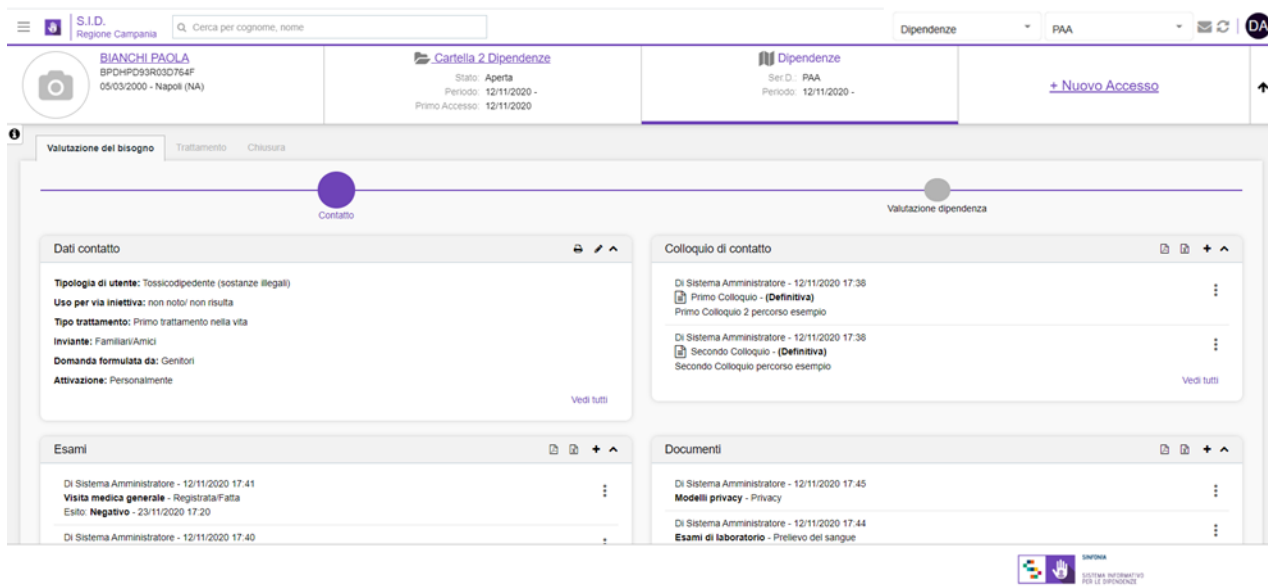 S.I.D.
Regione Campania
Cerca per cognome, nome
Dipendenze
PAA
DA
BIANCHI PAOLA
BPDHPD93R03D764F
05/03/2000 - Napoli (NA)
Cartella 2 Dipendenze
Stato: Aperta
Periodo: 12/11/2020 -
Primo Accesso: 12/11/2020
Dipendenze
Ser.D.: PAA
Periodo: 12/11/2020 -
+ Nuovo Accesso
Valutazione del bisogno
Trattamento
Chiusura
Contatto
Valutazione dipendenza
Dati contatto
Tipologia di utente: Tossicodipedente (sostanze illegali)
Uso per via iniettiva: non noto/ non risulta
Tipo trattamento: Primo trattamento nella vita
Inviante: Familiari/Amici
Domanda formulata da: Genitori
Attivazione: Personalmente
Vedi tutti
Colloquio di contatto
Di Sistema Amministratore - 12/11/2020 17:38
Primo Colloquio - (Definitiva)
Primo Colloquio 2 percorso esempio
Di Sistema Amministratore - 12/11/2020 17:38
Secondo Colloquio - (Definitiva)
Secondo Colloquio percorso esempio
Vedi tutti
Esami
Di Sistema Amministratore - 12/11/2020 17:41
Visita medica generale - Registrata/Fatta
Esito: Negativo - 23/11/2020 17:20
Di Sistema Amministratore - 12/11/2020 17:40
Documenti
Di Sistema Amministratore - 12/11/2020 17:45
Modelli privacy - Privacy
Di Sistema Amministratore - 12/11/2020 17:44
Esami di laboratorio - Prelievo del sangue
SINFONIA
SISTEMA INFORMATIVO
PER LE DIPENDENZE